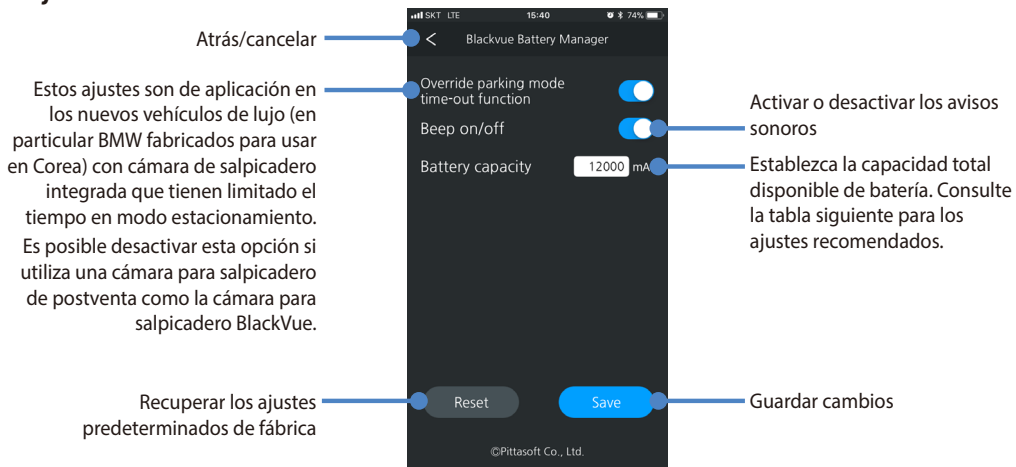 SKT LTE 15:40 74%
Atrás/cancelar
Blackvue Battery Manager
Estos ajustes son de aplicación en
los nuevos vehículos de lujo (en
particular BMW fabricados para usar
en Corea) con cámara de salpicadero
integrada que tienen limitado el
tiempo en modo estacionamiento.
Es posible desactivar esta opción si
utiliza una cámara para salpicadero
de postventa como la cámara para
salpicadero BlackVue.
Override parking mode
time-out function
Beep on/off
Battery capacity 12000 mA
Activar o desactivar los avisos
sonoros
Establezca la capacidad total
disponible de batería. Consulte
la tabla siguiente para los
ajustes recomendados.
Recuperar los ajustes
predeterminados de fábrica
Reset
Save
Guardar cambios
©Pittasoft Co., Ltd.